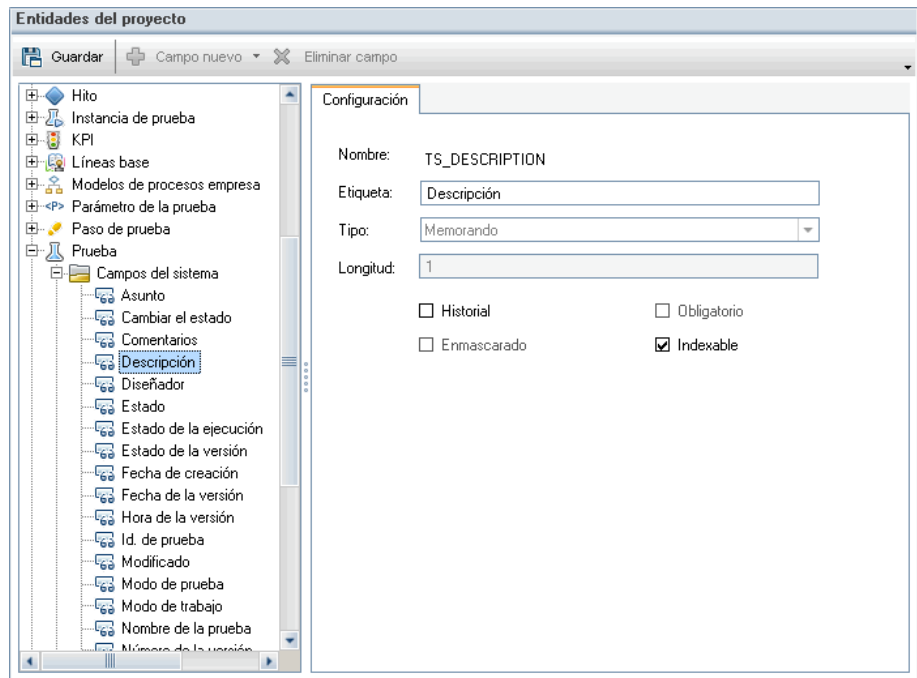 Entidades del proyecto
Guardar Campo nuevo Eliminar campo
Hito
Instancia de prueba
KPI
Líneas base
Modelos de procesos empresa
<P> Parámetro de la prueba
Paso de prueba
Prueba
Campos del sistema
Asunto
Cambiar el estado
Comentarios
Descripción
Diseñador
Estado
Estado de la ejecución
Estado de la versión
Fecha de creación
Fecha de la versión
Hora de la versión
Id. de prueba
Modificado
Modo de prueba
Modo de trabajo
Nombre de la prueba
Número de la versión
Configuración
Nombre: TS_DESCRIPTION
Etiqueta: Descripción
Tipo: Memorando
Longitud: 1
Historial Obligatorio
Enmascarado Indexable